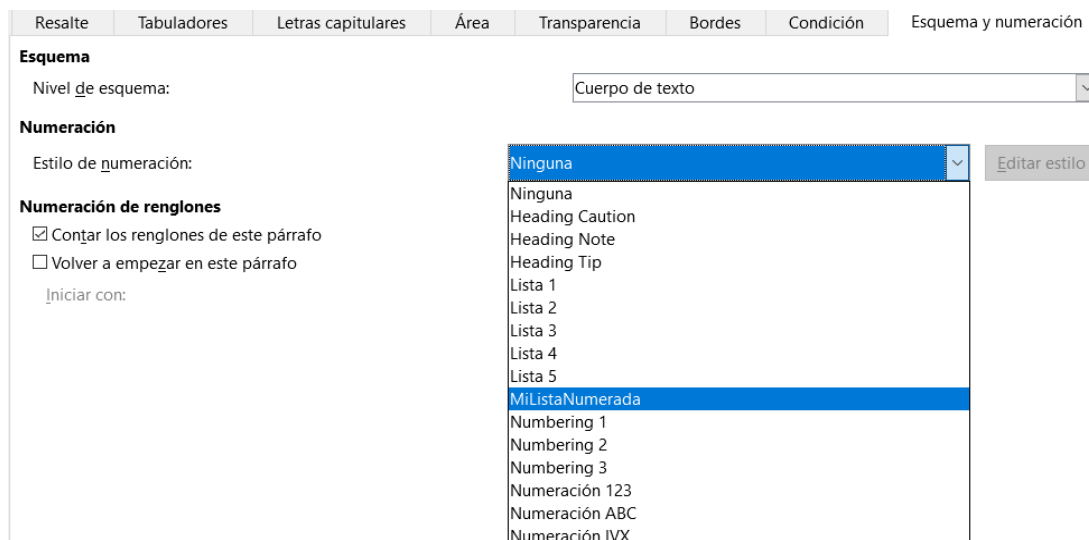 Resalte Tabuladores Letras capitulares Área Transparencia Bordes Condición Esquema y numeración
Esquema
Nivel de esquema: Cuerpo de texto
Numeración
Estilo de numeración: Ninguna Editar estilo
Ninguna
Numeración de renglones
Heading Caution
Contar los renglones de este párrafo
Heading Note
Volver a empezar en este párrafo
Heading Tip
Iniciar con:
Lista 1
Lista 2
Lista 3
Lista 4
Lista 5
MiListaNumerada
Numbering 1
Numbering 2
Numbering 3
Numeración 123
Numeración ABC
Numeración IVX